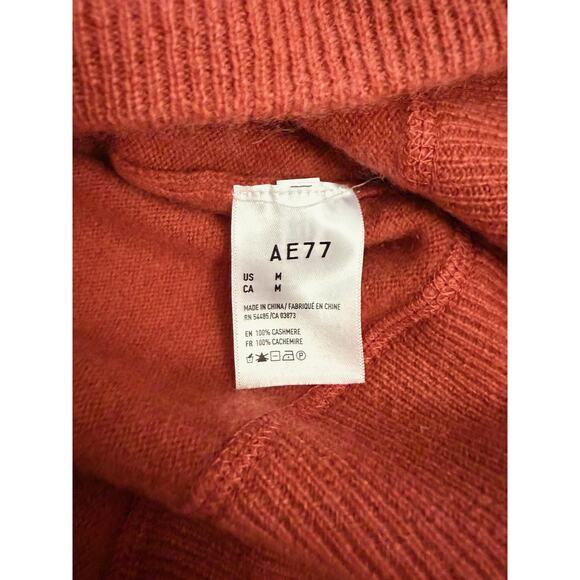 AE77
US M
CA M
MADE IN CHINA / FABRIQUÉ EN CHINE
RN 54485 /CA 03873
EN 100% CASHMERE
FR 100% CACHEMIRE